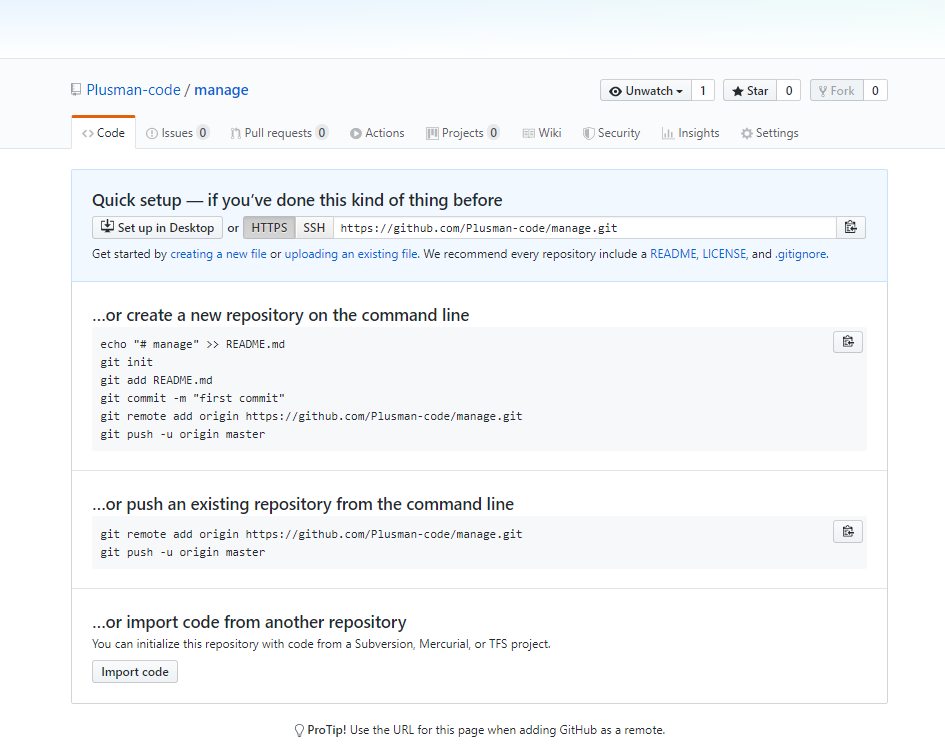 Plusman-code / manage
Unwatch 1 Star 0 Fork 0
Code Issues 0 Pull requests 0 Actions Projects 0 Wiki Security Insights Settings
Quick setup — if you’ve done this kind of thing before
Set up in Desktop or HTTPS SSH https://github.com/Plusman-code/manage.git
Get started by creating a new file or uploading an existing file. We recommend every repository include a README, LICENSE, and .gitignore.
…or create a new repository on the command line
echo "# manage" >> README.md
git init
git add README.md
git commit -m "first commit"
git remote add origin https://github.com/Plusman-code/manage.git
git push -u origin master
…or push an existing repository from the command line
git remote add origin https://github.com/Plusman-code/manage.git
git push -u origin master
…or import code from another repository
You can initialize this repository with code from a Subversion, Mercurial, or TFS project.
Import code
ProTip! Use the URL for this page when adding GitHub as a remote.